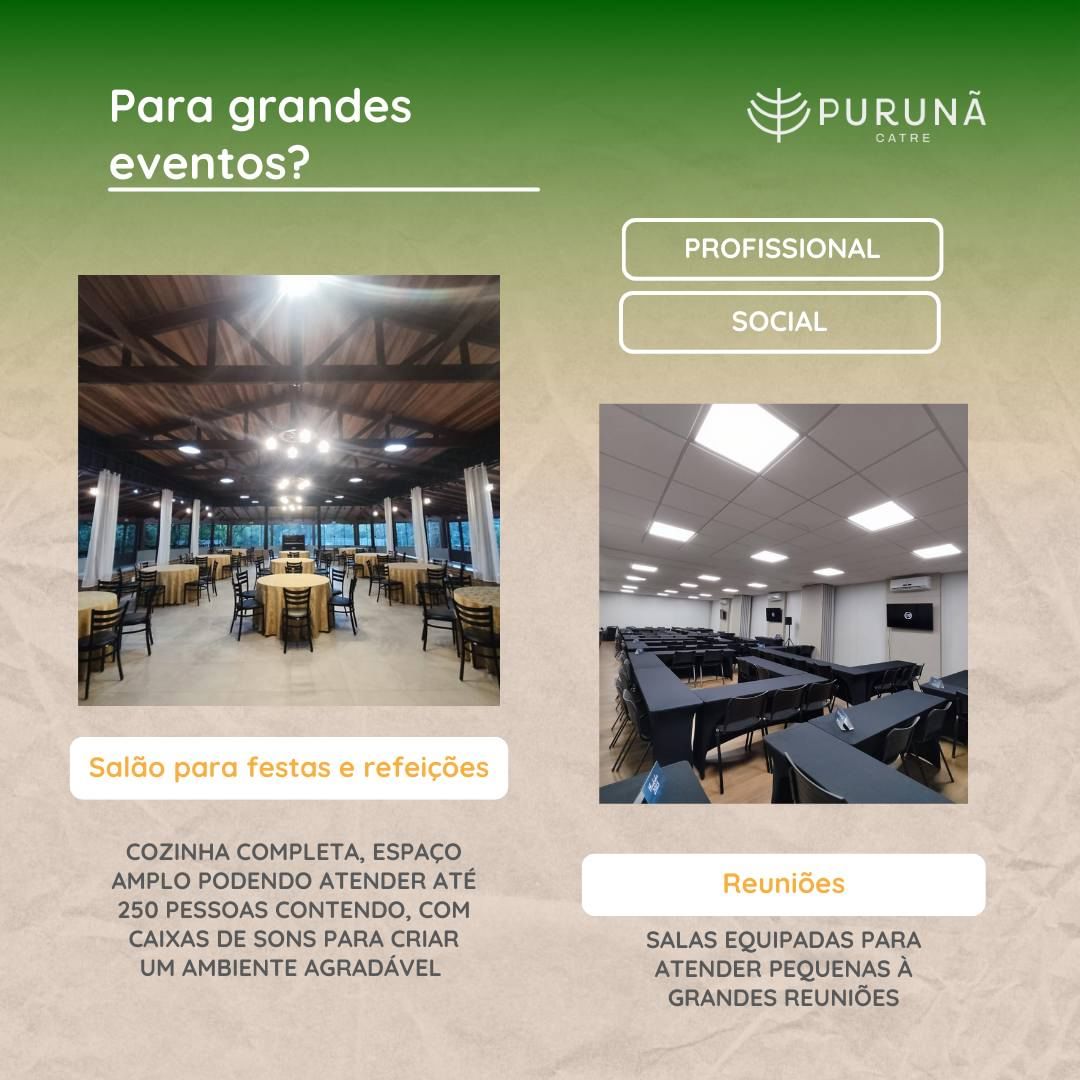 Para grandes
eventos?
PURUNÃ
CATRE
PROFISSIONAL
SOCIAL
Salão para festas e refeições
COZINHA COMPLETA, ESPAÇO
AMPLO PODENDO ATENDER ATÉ
250 PESSOAS CONTENDO, COM
CAIXAS DE SONS PARA CRIAR
UM AMBIENTE AGRADÁVEL
Reuniões
SALAS EQUIPADAS PARA
ATENDER PEQUENAS À
GRANDES REUNIÕES